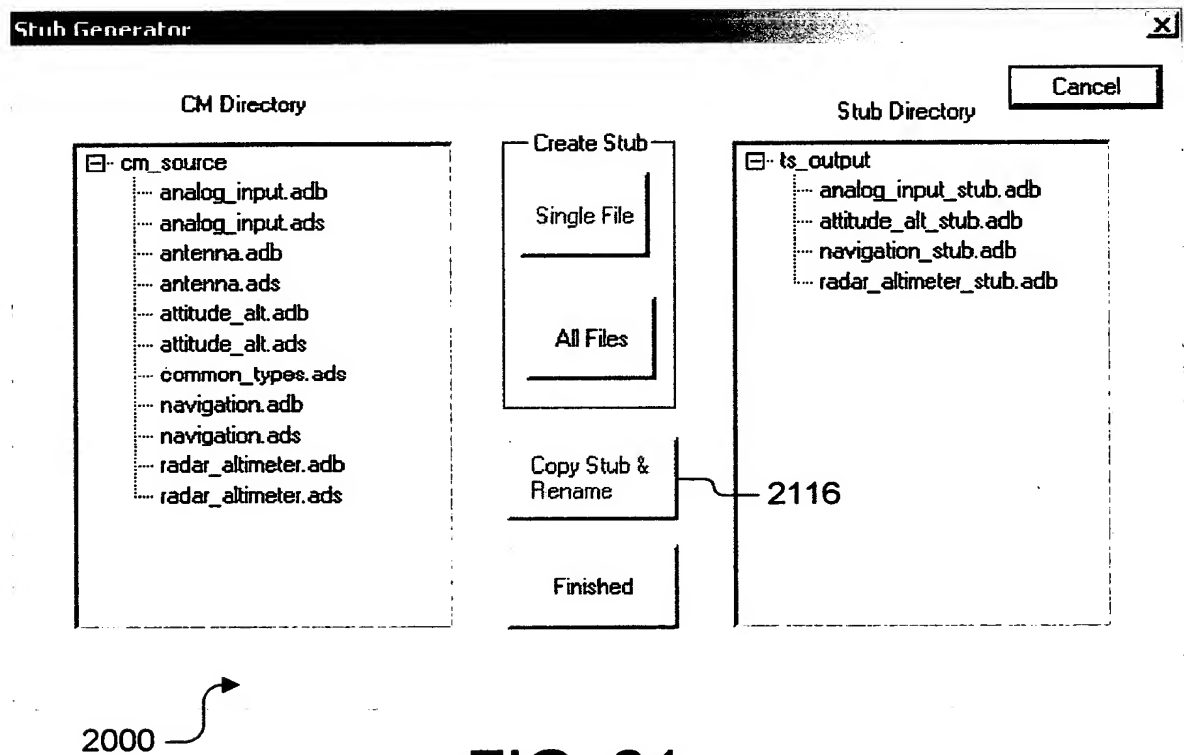 Stub Generator
Cancel
CM Directory
Stub Directory
cm_source
analog_input.adb
analog_input.ads
antenna.adb
antenna.ads
attitude_alt.adb
attitude_alt.ads
common_types.ads
navigation.adb
navigation.ads
radar_altimeter.adb
radar_altimeter.ads
Create Stub
Single File
All Files
Copy Stub &
Rename
2116
Finished
ts_output
analog_input_stub.adb
attitude_alt_stub.adb
navigation_stub.adb
radar_altimeter_stub.adb
2000